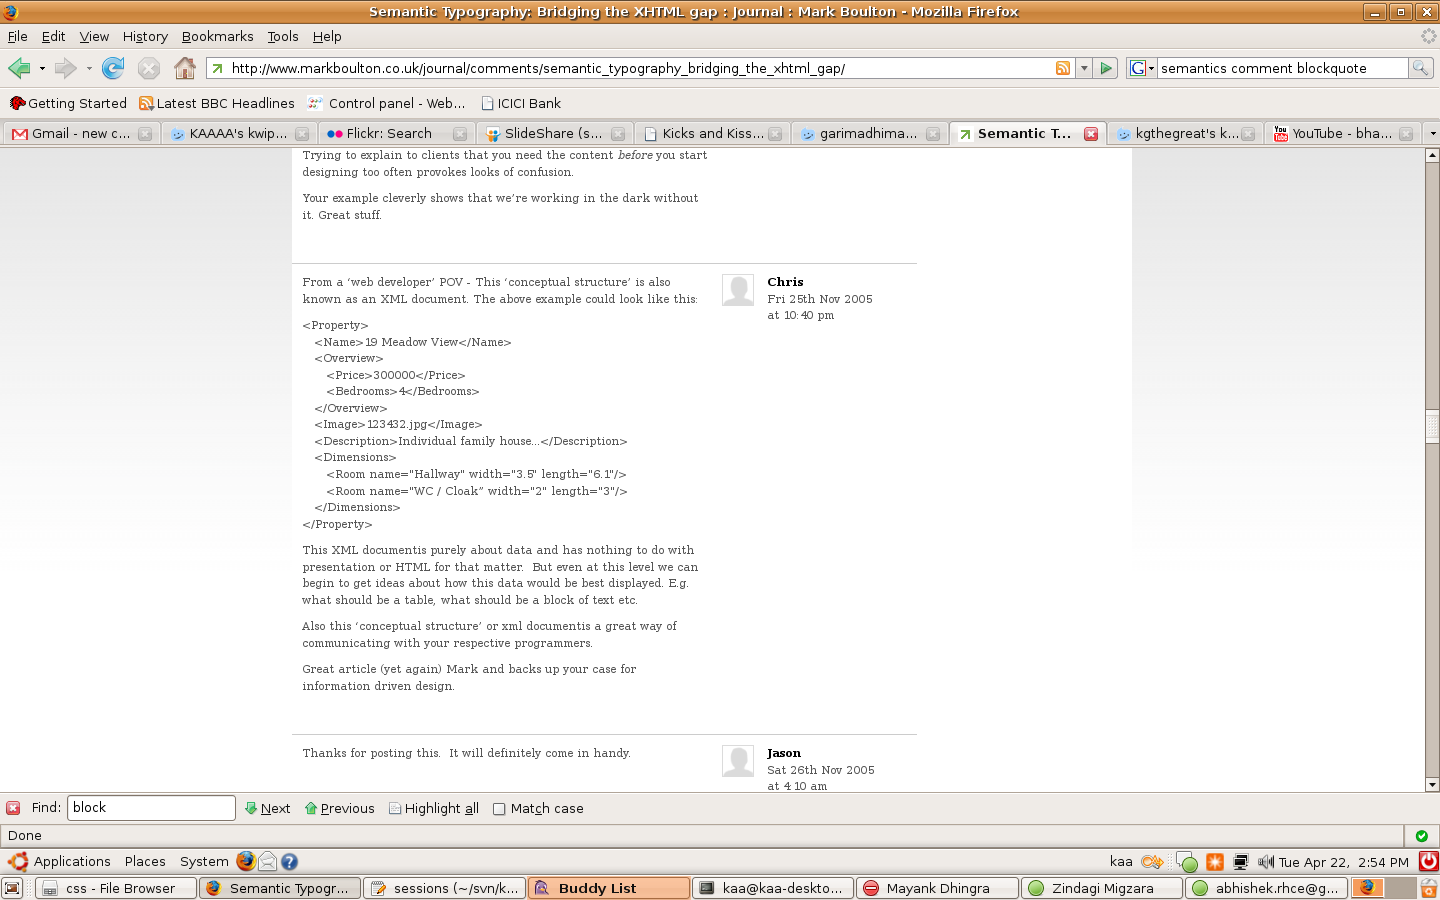 Semantic Typography: Bridging the XHTML gap : Journal : Mark Boulton - Mozilla Firefox
File Edit View History Bookmarks Tools Help
http://www.markboulton.co.uk/journal/comments/semantic_typography_bridging_the_xhtml_gap/ G semantics comment blockquote
Getting Started Latest BBC Headlines Control panel - Web... ICICI Bank
Gmail - new c... KAAAA's kwip... Flickr: Search SlideShare (s... Kicks and Kiss... garimadhima... Semantic T... kgthegreat's k... You Tube YouTube - bha...
Trying to explain to clients that you need the content before you start
designing too often provokes looks of confusion.
Your example cleverly shows that we’re working in the dark without
it. Great stuff.
From a ‘web developer’ POV - This ‘conceptual structure’ is also
known as an XML document. The above example could look like this:
<Property>
<Name>19 Meadow View</Name>
<Overview>
<Price>300000</Price>
<Bedrooms>4</Bedrooms>
</Overview>
<Image>123432.jpg</Image>
<Description>Individual family house...</Description>
<Dimensions>
<Room name="Hallway" width="3.5" length="6.1"/>
<Room name="WC / Cloak” width="2" length="3"/>
</Dimensions>
</Property>
This XML documentis purely about data and has nothing to do with
presentation or HTML for that matter.  But even at this level we can
begin to get ideas about how this data would be best displayed. E.g.
what should be a table, what should be a block of text etc.
Also this ‘conceptual structure’ or xml documentis a great way of
communicating with your respective programmers.
Great article (yet again) Mark and backs up your case for
information driven design.
Chris
Fri 25th Nov 2005
at 10:40 pm
Thanks for posting this.  It will definitely come in handy.
Jason
Sat 26th Nov 2005
at 4:10 am
Find: block Next Previous Highlight all Match case
Done
Applications Places System kaa Tue Apr 22, 2:54 PM
css - File Browser Semantic Typogr... sessions (~/svn/k... Buddy List kaa@kaa-deskto... Mayank Dhingra Zindagi Migzara abhishek.rhce@g...